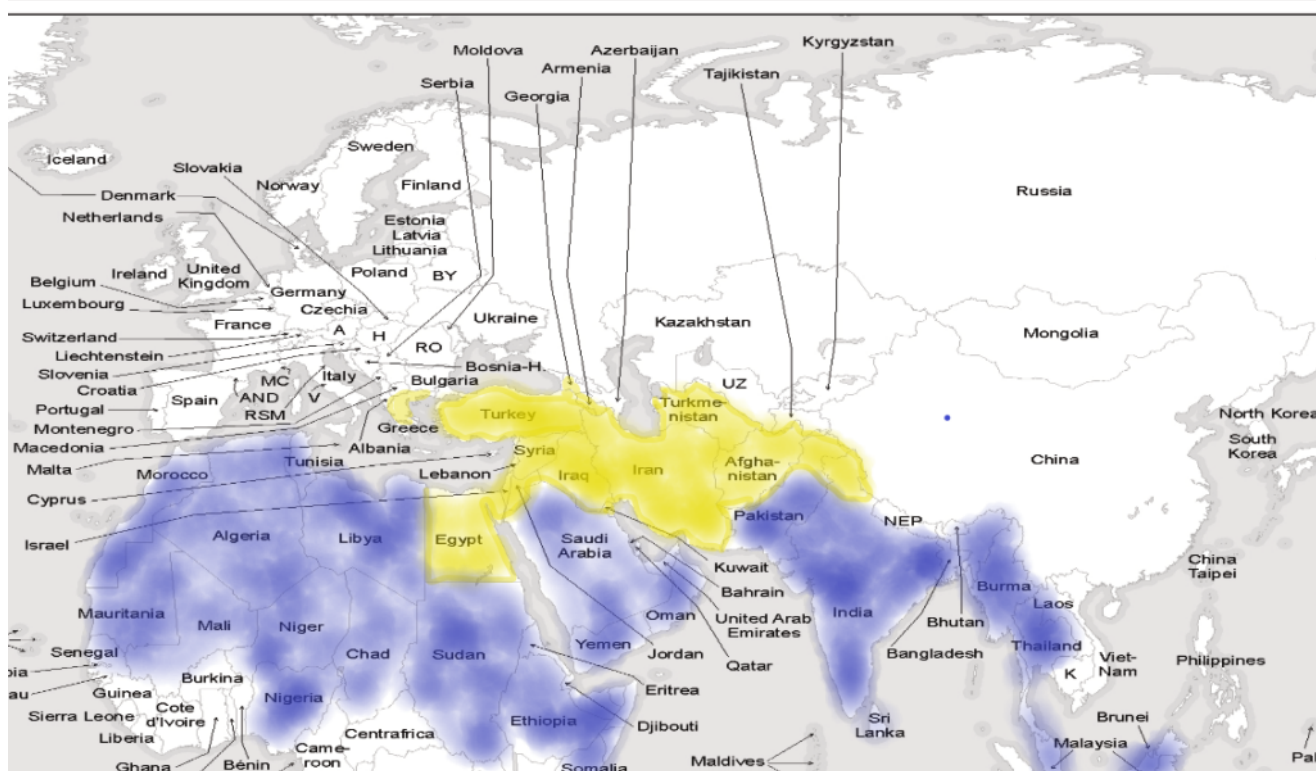 Moldova
Azerbaijan
Kyrgyzstan
Armenia
Serbia
Tajikistan
Georgia
Sweden
Iceland
Slovakia
Norway
Finland
Russia
Denmark
Netherlands
Estonia
Latvia
Lithuania
Ireland
United
Kingdom
Poland
BY
Belgium
Germany
Luxembourg
Czechia
Ukraine
Kazakhstan
Mongolia
France
A
H
Switzerland
RO
Liechtenstein
Slovenia
Bosnia-H.
Croatia
MC
Italy
Bulgaria
UZ
Spain
AND
V
Portugal
RSM
Turkey
Turkme-
nistan
North Korea
Montenegro
Greece
South
Korea
Macedonia
Albania
Syria
China
Malta
Tunisia
Morocco
Lebanon
Iraq
Iran
Afgha-
nistan
Cyprus
Pakistan
NEP
Israel
Algeria
Libya
Egypt
Saudi
Arabia
Kuwait
China
Taipei
Bahrain
Burma
Mauritania
Mali
Niger
Oman
United Arab
Emirates
India
Laos
Bhutan
Senegal
Chad
Sudan
Yemen
Jordan
Bangladesh
Thailand
Viet-
Nam
Philippines
bia
Qatar
K
Burkina
au
Guinea
Nigeria
Eritrea
Sierra Leone
Cote
d'Ivoire
Ethiopia
Djibouti
Sri
Lanka
Brunei
Liberia
Centrafrica
Malaysia
Came-
roon
Ghana
Bénin
Somalia
Maldives
Pal